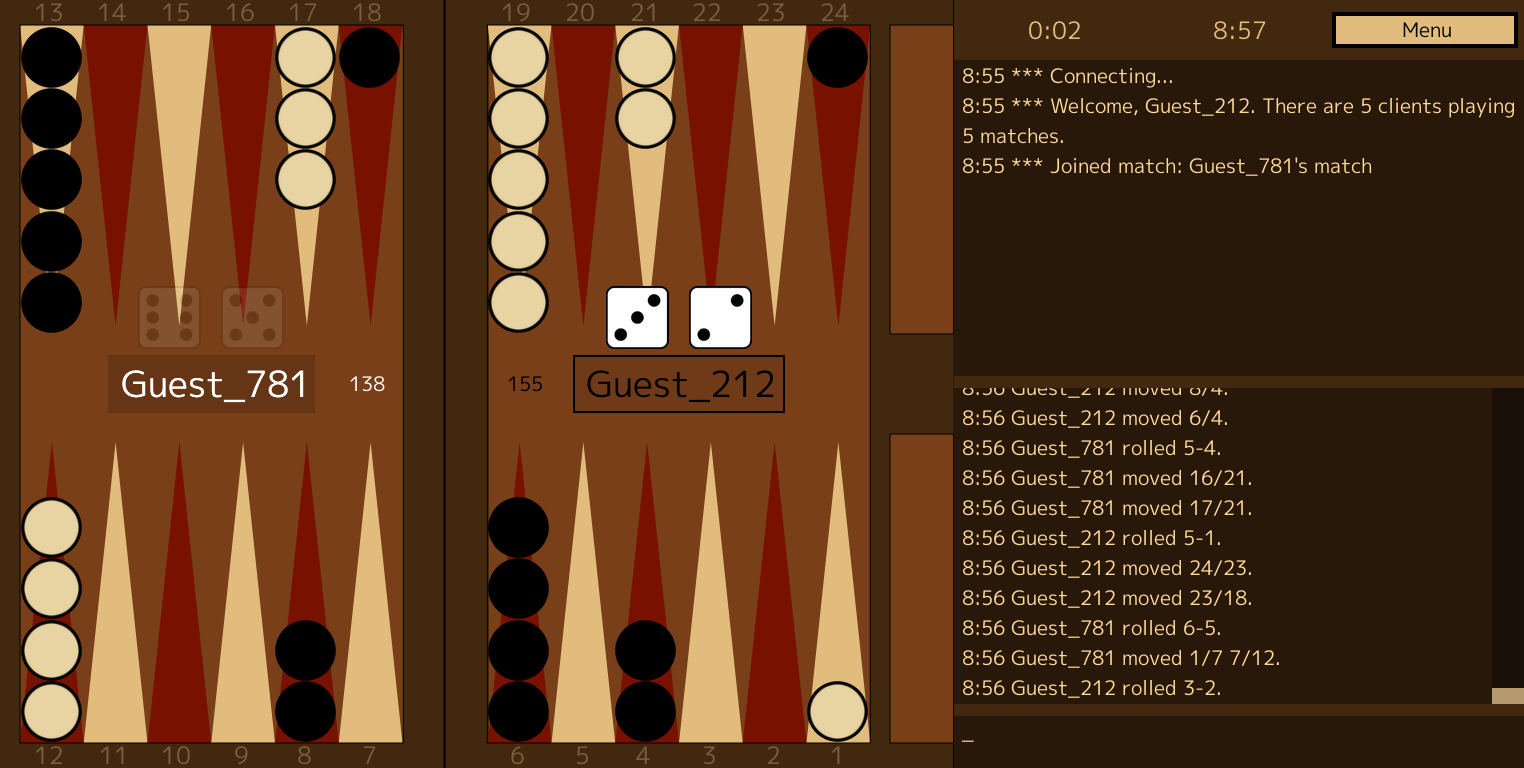 13 14 15 16 17 18 19 20 21 22 23 24
0:02 8:57 Menu
8:55 *** Connecting...
8:55 *** Welcome, Guest_212. There are 5 clients playing
5 matches.
8:55 *** Joined match: Guest_781's match
Guest_781 138 155 Guest_212
8:56 Guest_212 moved 8/4.
8:56 Guest_212 moved 6/4.
8:56 Guest_781 rolled 5-4.
8:56 Guest_781 moved 16/21.
8:56 Guest_781 moved 17/21.
8:56 Guest_212 rolled 5-1.
8:56 Guest_212 moved 24/23.
8:56 Guest_212 moved 23/18.
8:56 Guest_781 rolled 6-5.
8:56 Guest_781 moved 1/7 7/12.
8:56 Guest_212 rolled 3-2.
_
12 11 10 9 8 7 6 5 4 3 2 1